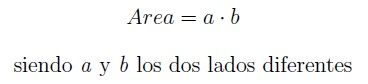 Area = a · b
siendo a y b los dos lados diferentes